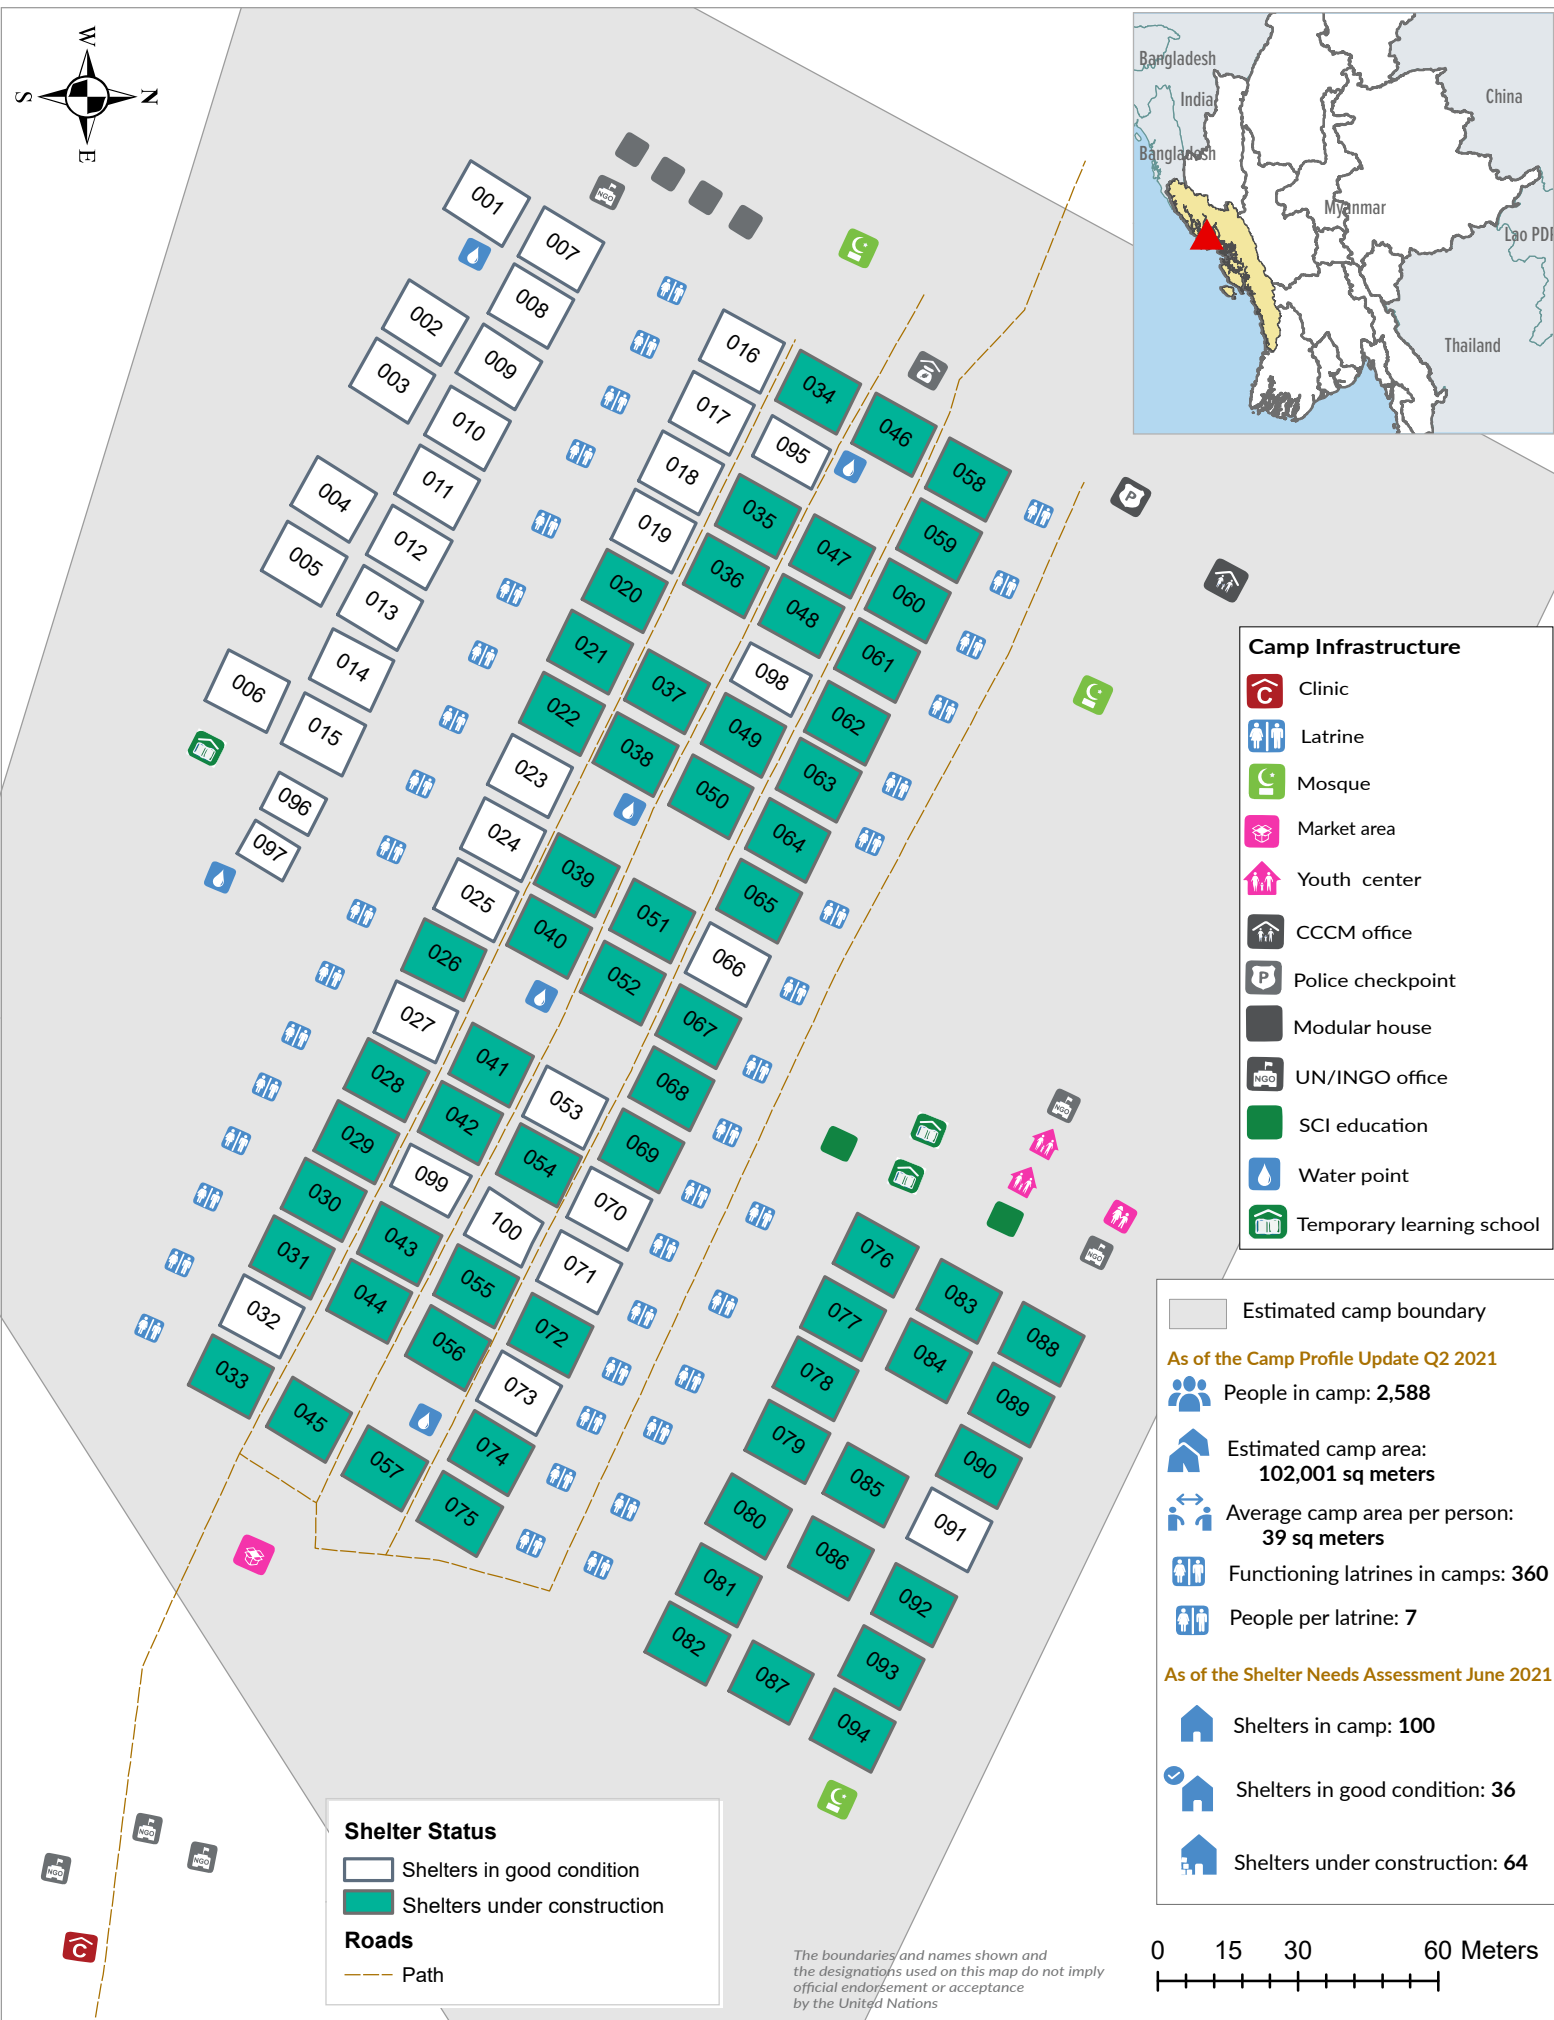 W
S
N
E
Bangladesh
India
China
Bangladesh
Myanmar
Lao PDR
Thailand
001
007
008
002
009
003
010
011
004
012
005
013
014
006
015
096
097
016
034
017
046
095
018
058
035
019
059
047
036
020
060
048
021
061
098
037
022
062
049
038
023
063
050
024
064
039
025
065
051
040
026
066
052
027
067
041
028
068
053
042
029
069
054
099
030
070
100
043
031
071
055
044
032
072
056
033
073
045
074
057
075
076
083
077
088
084
078
089
079
090
085
080
091
086
081
092
082
093
087
094
NGO
P
NGO
NGO
NGO
NGO
NGO
C
Camp Infrastructure
C Clinic
Latrine
Mosque
Market area
Youth center
CCCM office
P Police checkpoint
Modular house
NGO UN/INGO office
SCI education
Water point
Temporary learning school
Estimated camp boundary
As of the Camp Profile Update Q2 2021
People in camp: 2,588
Estimated camp area:
102,001 sq meters
Average camp area per person:
39 sq meters
Functioning latrines in camps: 360
People per latrine: 7
As of the Shelter Needs Assessment June 2021
Shelters in camp: 100
Shelters in good condition: 36
Shelters under construction: 64
Shelter Status
Shelters in good condition
Shelters under construction
Roads
Path
The boundaries and names shown and
the designations used on this map do not imply
official endorsement or acceptance
by the United Nations
0 15 30 60 Meters